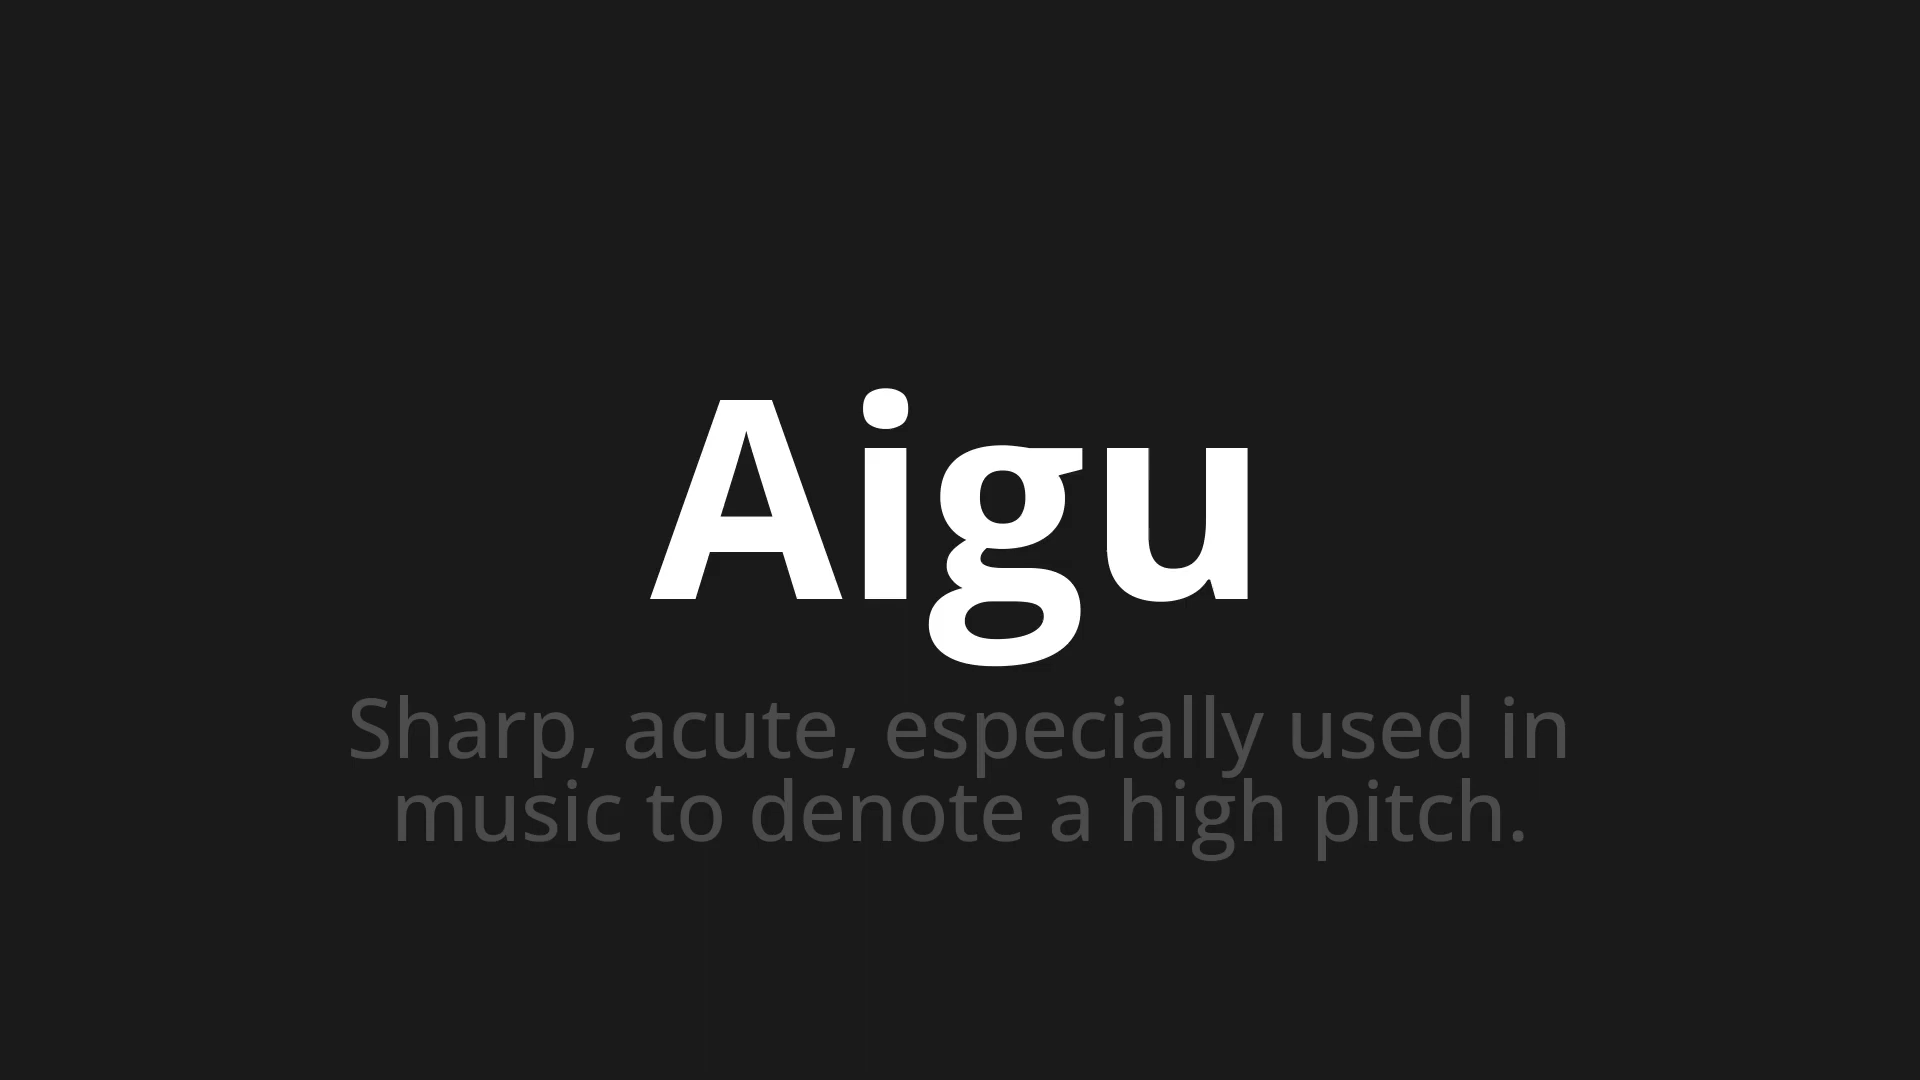 Aigu
Sharp, acute, especially used in
music to denote a high pitch.